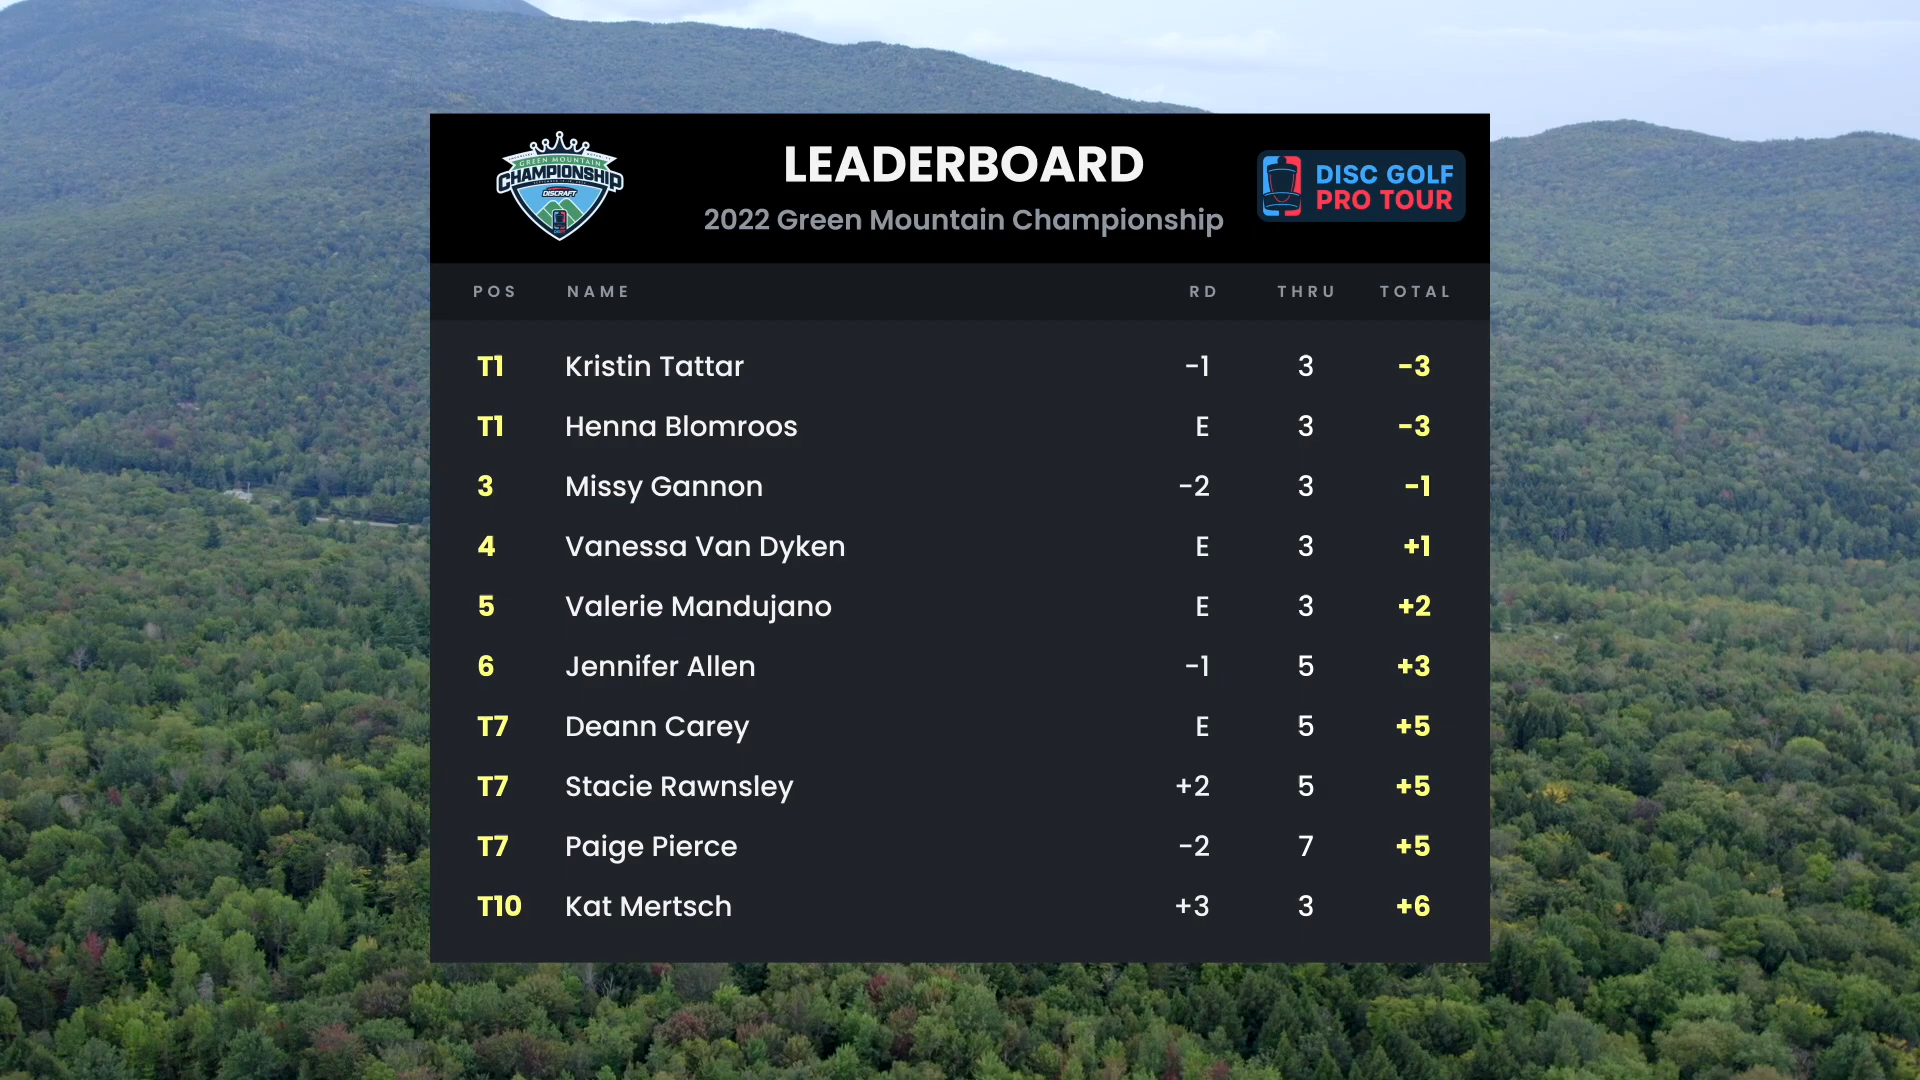 GREEN MOUNTAIN
CHAMPIONSHIP
DISCRAFT
LEADERBOARD
2022 Green Mountain Championship
DISC GOLF
PRO TOUR
POS NAME RD THRU TOTAL
T1 Kristin Tattar -1 3 -3
T1 Henna Blomroos E 3 -3
3 Missy Gannon -2 3 -1
4 Vanessa Van Dyken E 3 +1
5 Valerie Mandujano E 3 +2
6 Jennifer Allen -1 5 +3
T7 Deann Carey E 5 +5
T7 Stacie Rawnsley +2 5 +5
T7 Paige Pierce -2 7 +5
T10 Kat Mertsch +3 3 +6